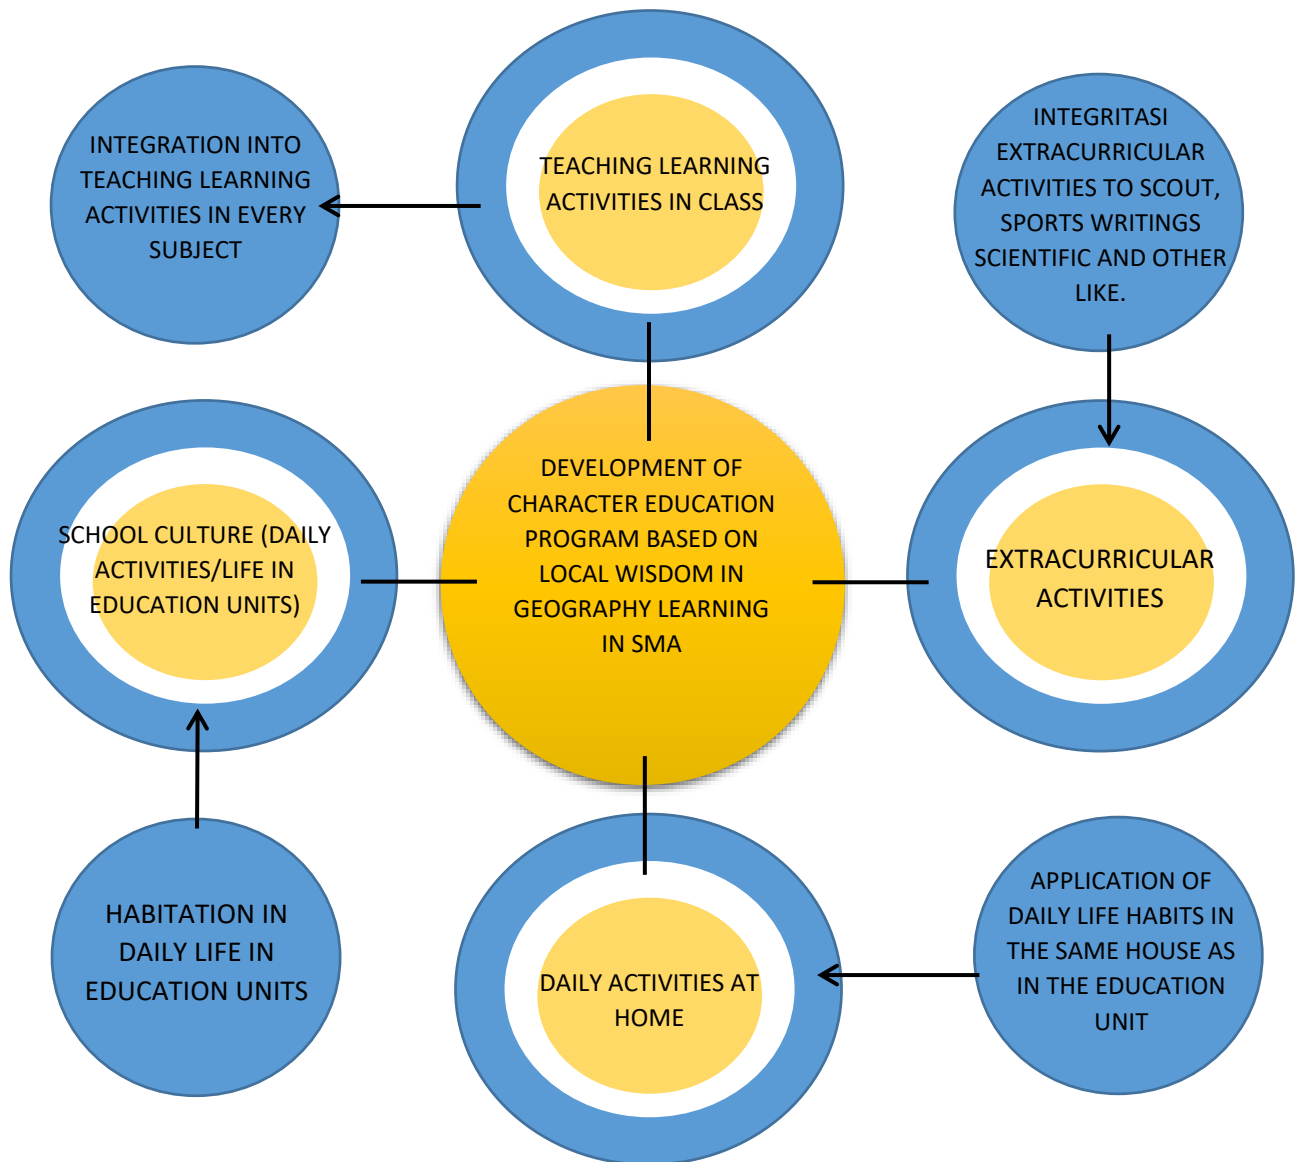 INTEGRATION INTO
TEACHING LEARNING
ACTIVITIES IN EVERY
SUBJECT
TEACHING LEARNING
ACTIVITIES IN CLASS
INTEGRITASI
EXTRACURRICULAR
ACTIVITIES TO SCOUT,
SPORTS WRITINGS
SCIENTIFIC AND OTHER
LIKE.
SCHOOL CULTURE (DAILY
ACTIVITIES/LIFE IN
EDUCATION UNITS)
DEVELOPMENT OF
CHARACTER EDUCATION
PROGRAM BASED ON
LOCAL WISDOM IN
GEOGRAPHY LEARNING
IN SMA
EXTRACURRICULAR
ACTIVITIES
HABITATION IN
DAILY LIFE IN
EDUCATION UNITS
DAILY ACTIVITIES AT
HOME
APPLICATION OF
DAILY LIFE HABITS IN
THE SAME HOUSE AS
IN THE EDUCATION
UNIT